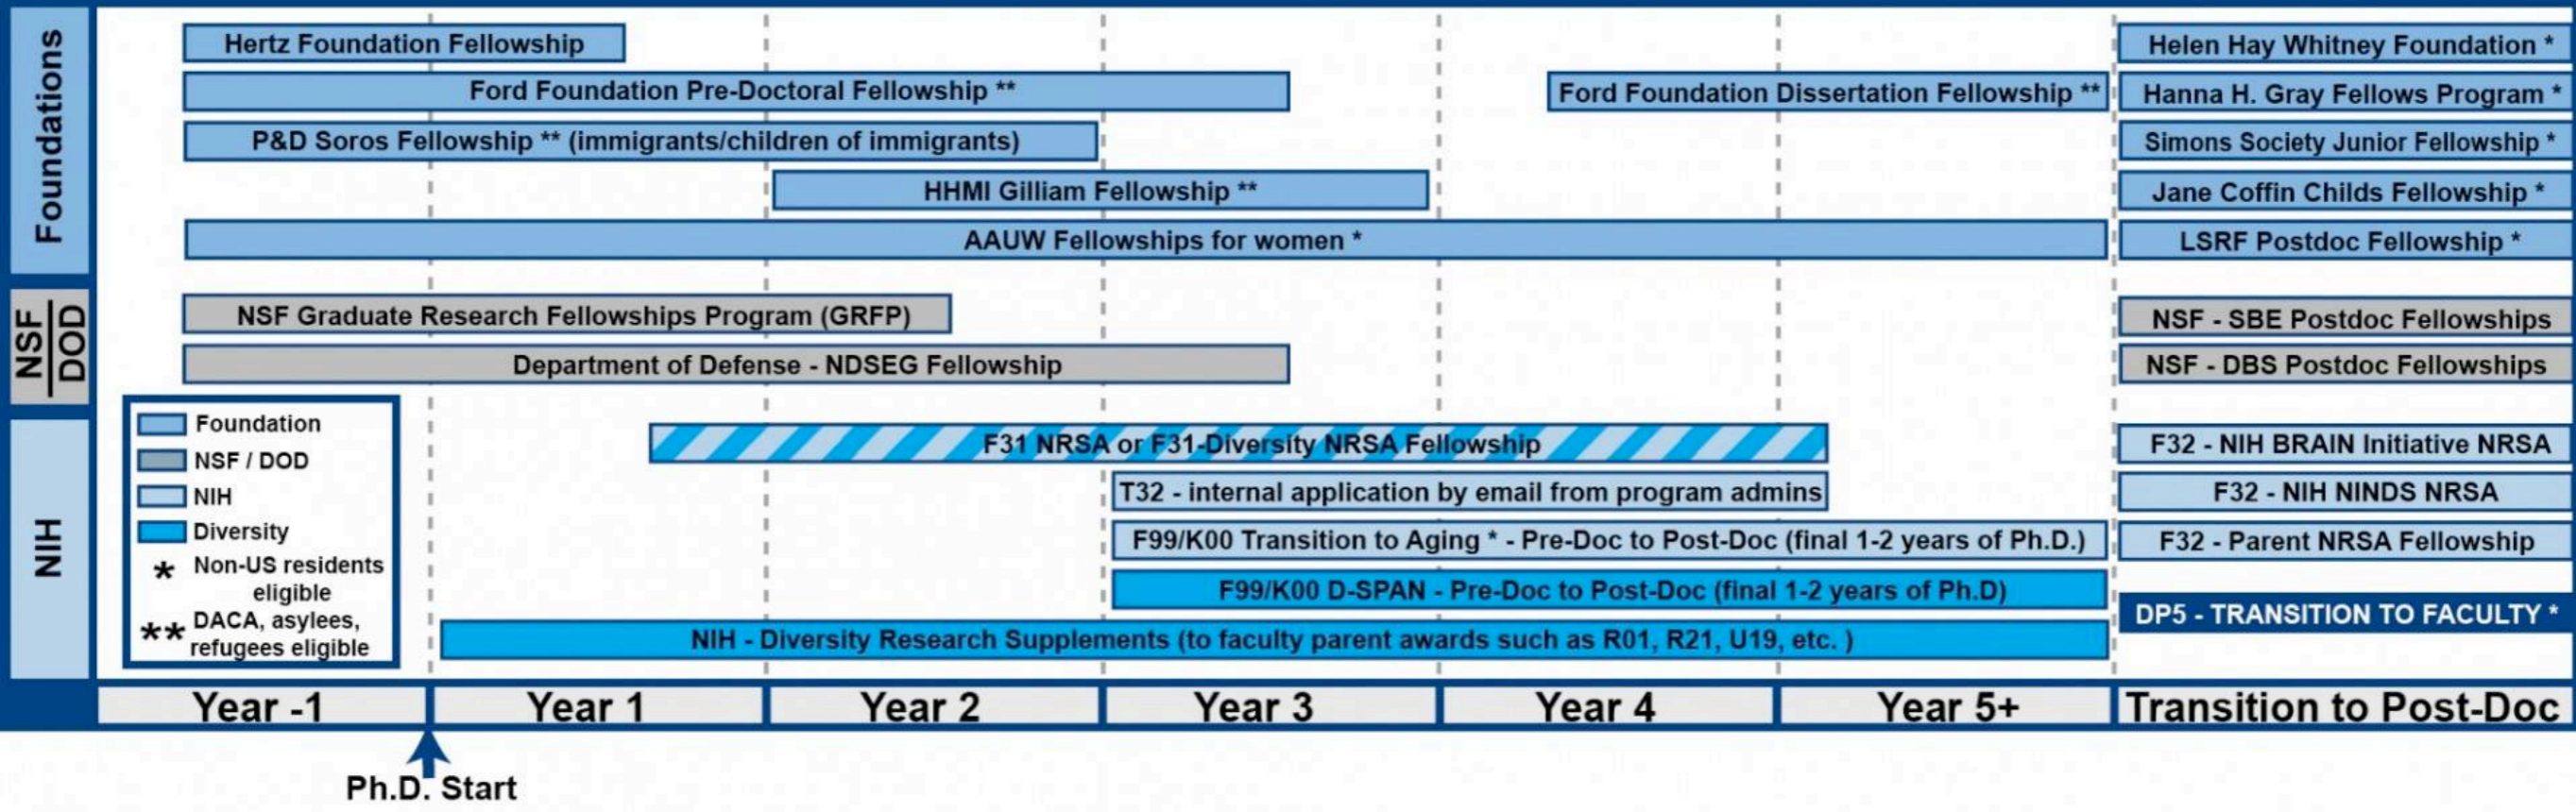 Foundations
Hertz Foundation Fellowship
Helen Hay Whitney Foundation *
Ford Foundation Pre-Doctoral Fellowship **
Ford Foundation Dissertation Fellowship **
Hanna H. Gray Fellows Program *
P&D Soros Fellowship ** (immigrants/children of immigrants)
Simons Society Junior Fellowship *
HHMI Gilliam Fellowship **
Jane Coffin Childs Fellowship *
AAUW Fellowships for women *
LSRF Postdoc Fellowship *
NSF
DOD
NSF Graduate Research Fellowships Program (GRFP)
NSF - SBE Postdoc Fellowships
Department of Defense - NDSEG Fellowship
NSF - DBS Postdoc Fellowships
NIH
Foundation
NSF / DOD
NIH
Diversity
* Non-US residents
eligible
** DACA, asylees,
refugees eligible
F31 NRSA or F31-Diversity NRSA Fellowship
F32 - NIH BRAIN Initiative NRSA
T32 - internal application by email from program admins
F32 - NIH NINDS NRSA
F99/K00 Transition to Aging * - Pre-Doc to Post-Doc (final 1-2 years of Ph.D.)
F32 - Parent NRSA Fellowship
F99/K00 D-SPAN - Pre-Doc to Post-Doc (final 1-2 years of Ph.D)
DP5 - TRANSITION TO FACULTY *
NIH - Diversity Research Supplements (to faculty parent awards such as R01, R21, U19, etc. )
Year -1
Year 1
Year 2
Year 3
Year 4
Year 5+
Transition to Post-Doc
Ph.D. Start